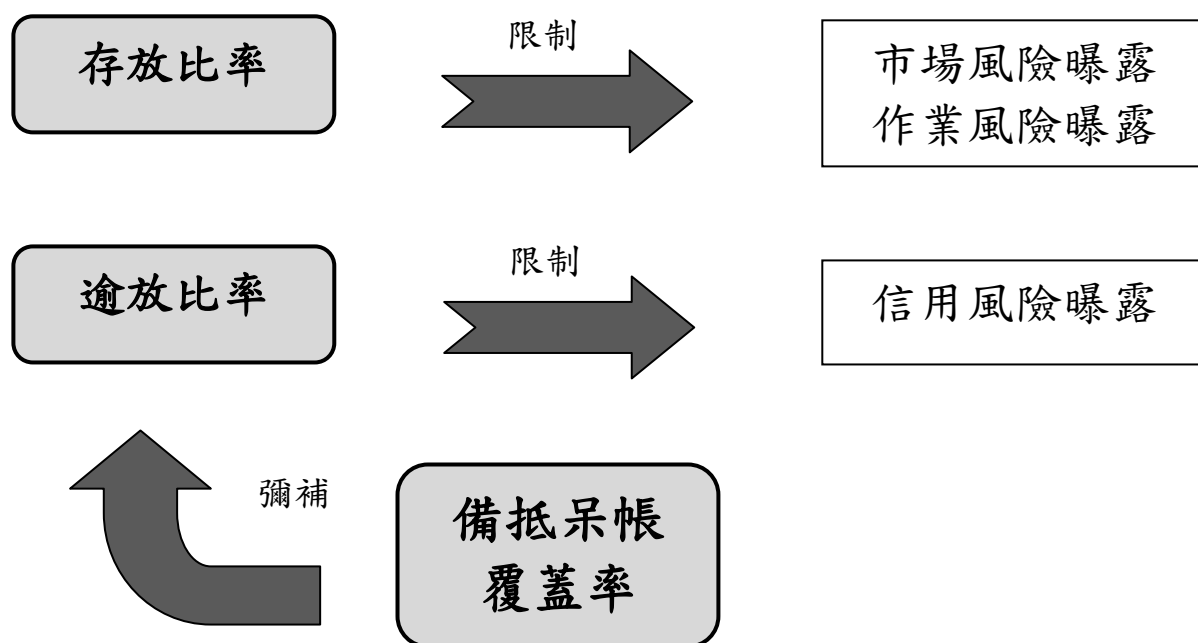 存放比率
限制
市場風險曝露
作業風險曝露
逾放比率
限制
信用風險曝露
彌補
備抵呆帳
覆蓋率